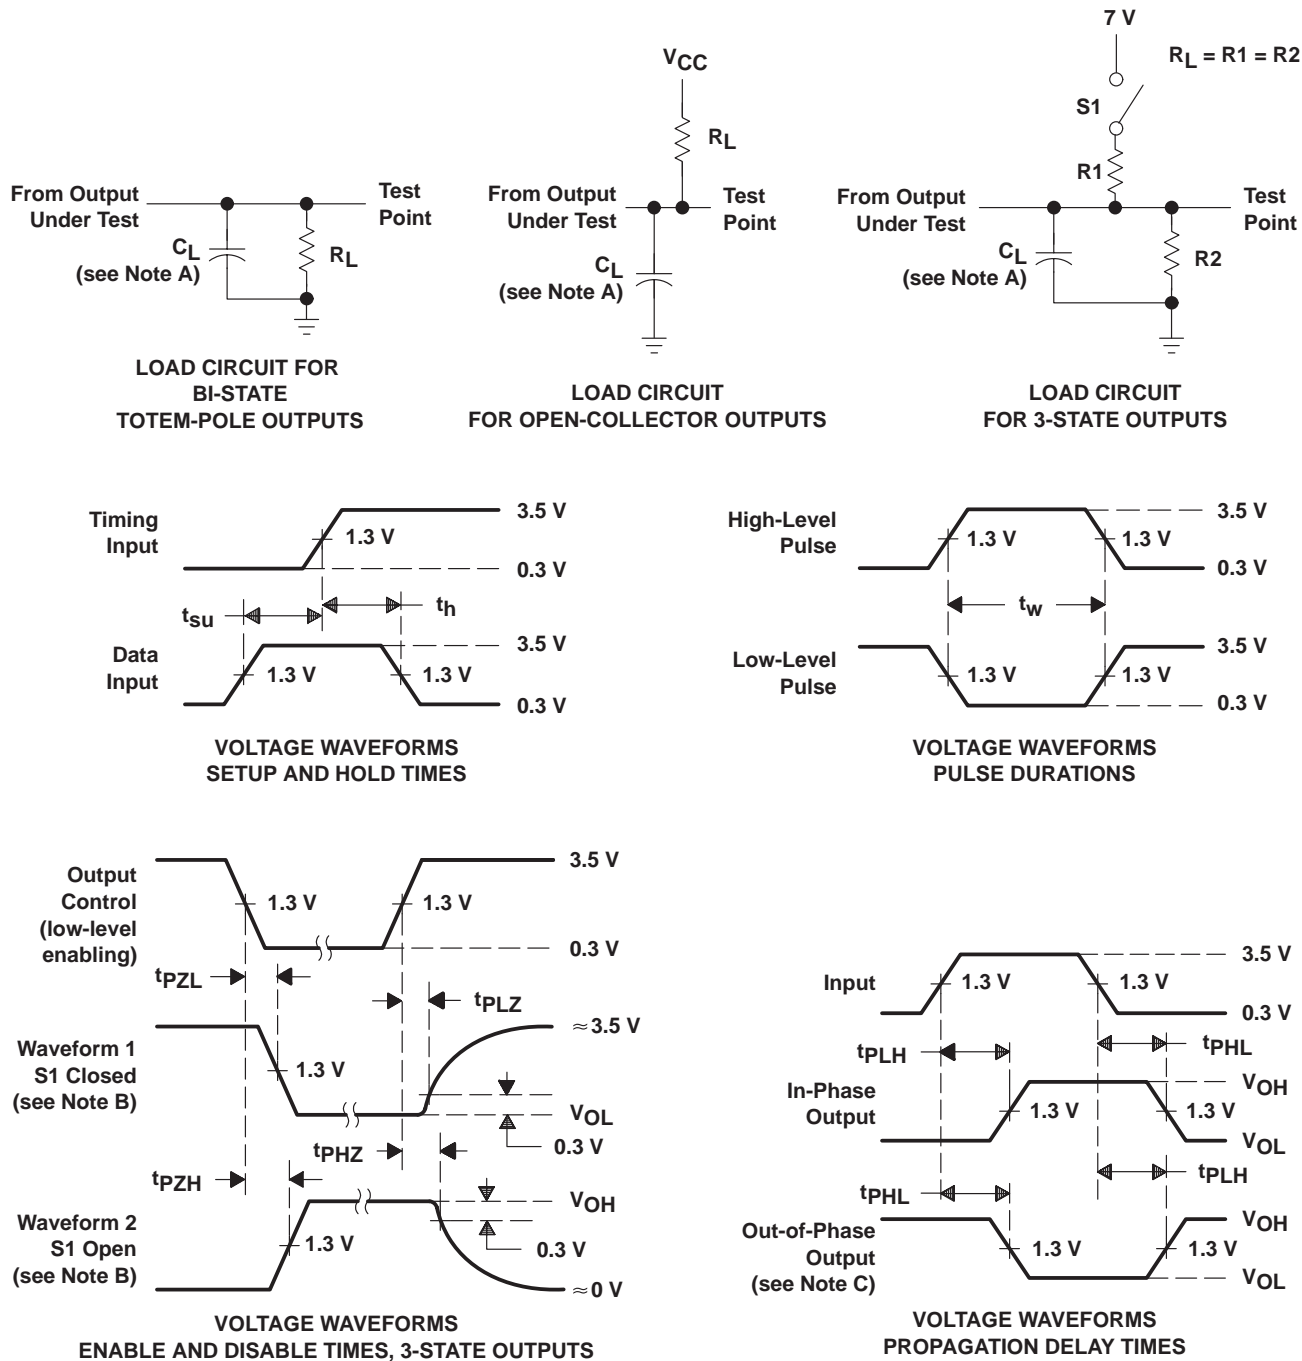 From Output
Under Test
Test
Point
CL
(see Note A)
RL
LOAD CIRCUIT FOR
BI-STATE
TOTEM-POLE OUTPUTS
VCC
RL
From Output
Under Test
Test
Point
CL
(see Note A)
LOAD CIRCUIT
FOR OPEN-COLLECTOR OUTPUTS
7 V
RL = R1 = R2
S1
R1
From Output
Under Test
Test
Point
CL
(see Note A)
R2
LOAD CIRCUIT
FOR 3-STATE OUTPUTS
Timing
Input
1.3 V
3.5 V
0.3 V
tsu
th
Data
Input
1.3 V
1.3 V
3.5 V
0.3 V
VOLTAGE WAVEFORMS
SETUP AND HOLD TIMES
High-Level
Pulse
1.3 V
1.3 V
3.5 V
0.3 V
tw
Low-Level
Pulse
1.3 V
1.3 V
3.5 V
0.3 V
VOLTAGE WAVEFORMS
PULSE DURATIONS
Output
Control
(low-level
enabling)
1.3 V
1.3 V
3.5 V
0.3 V
tPZL
tPLZ
Waveform 1
S1 Closed
(see Note B)
1.3 V
≈3.5 V
VOL
0.3 V
tPHZ
tPZH
Waveform 2
S1 Open
(see Note B)
1.3 V
VOH
0.3 V
≈0 V
VOLTAGE WAVEFORMS
ENABLE AND DISABLE TIMES, 3-STATE OUTPUTS
Input
1.3 V
1.3 V
3.5 V
0.3 V
tPLH
tPHL
In-Phase
Output
1.3 V
1.3 V
VOH
VOL
tPHL
tPLH
Out-of-Phase
Output
(see Note C)
1.3 V
1.3 V
VOH
VOL
VOLTAGE WAVEFORMS
PROPAGATION DELAY TIMES